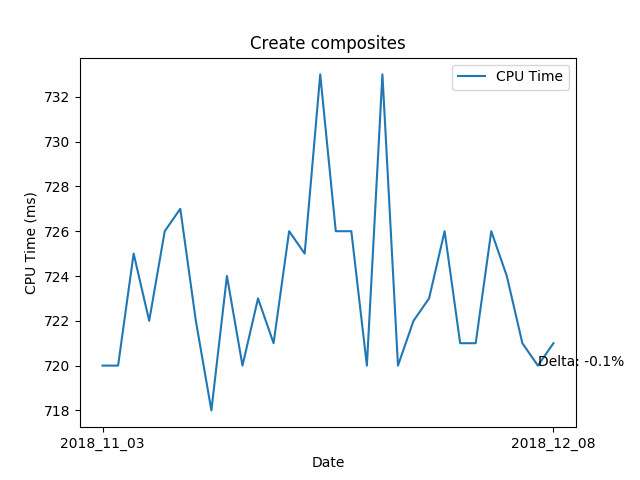 Create composites
CPU Time
732
730
728
726
724
722
720
718
CPU Time (ms)
Delta: -0.1%
2018_11_03
2018_12_08
Date